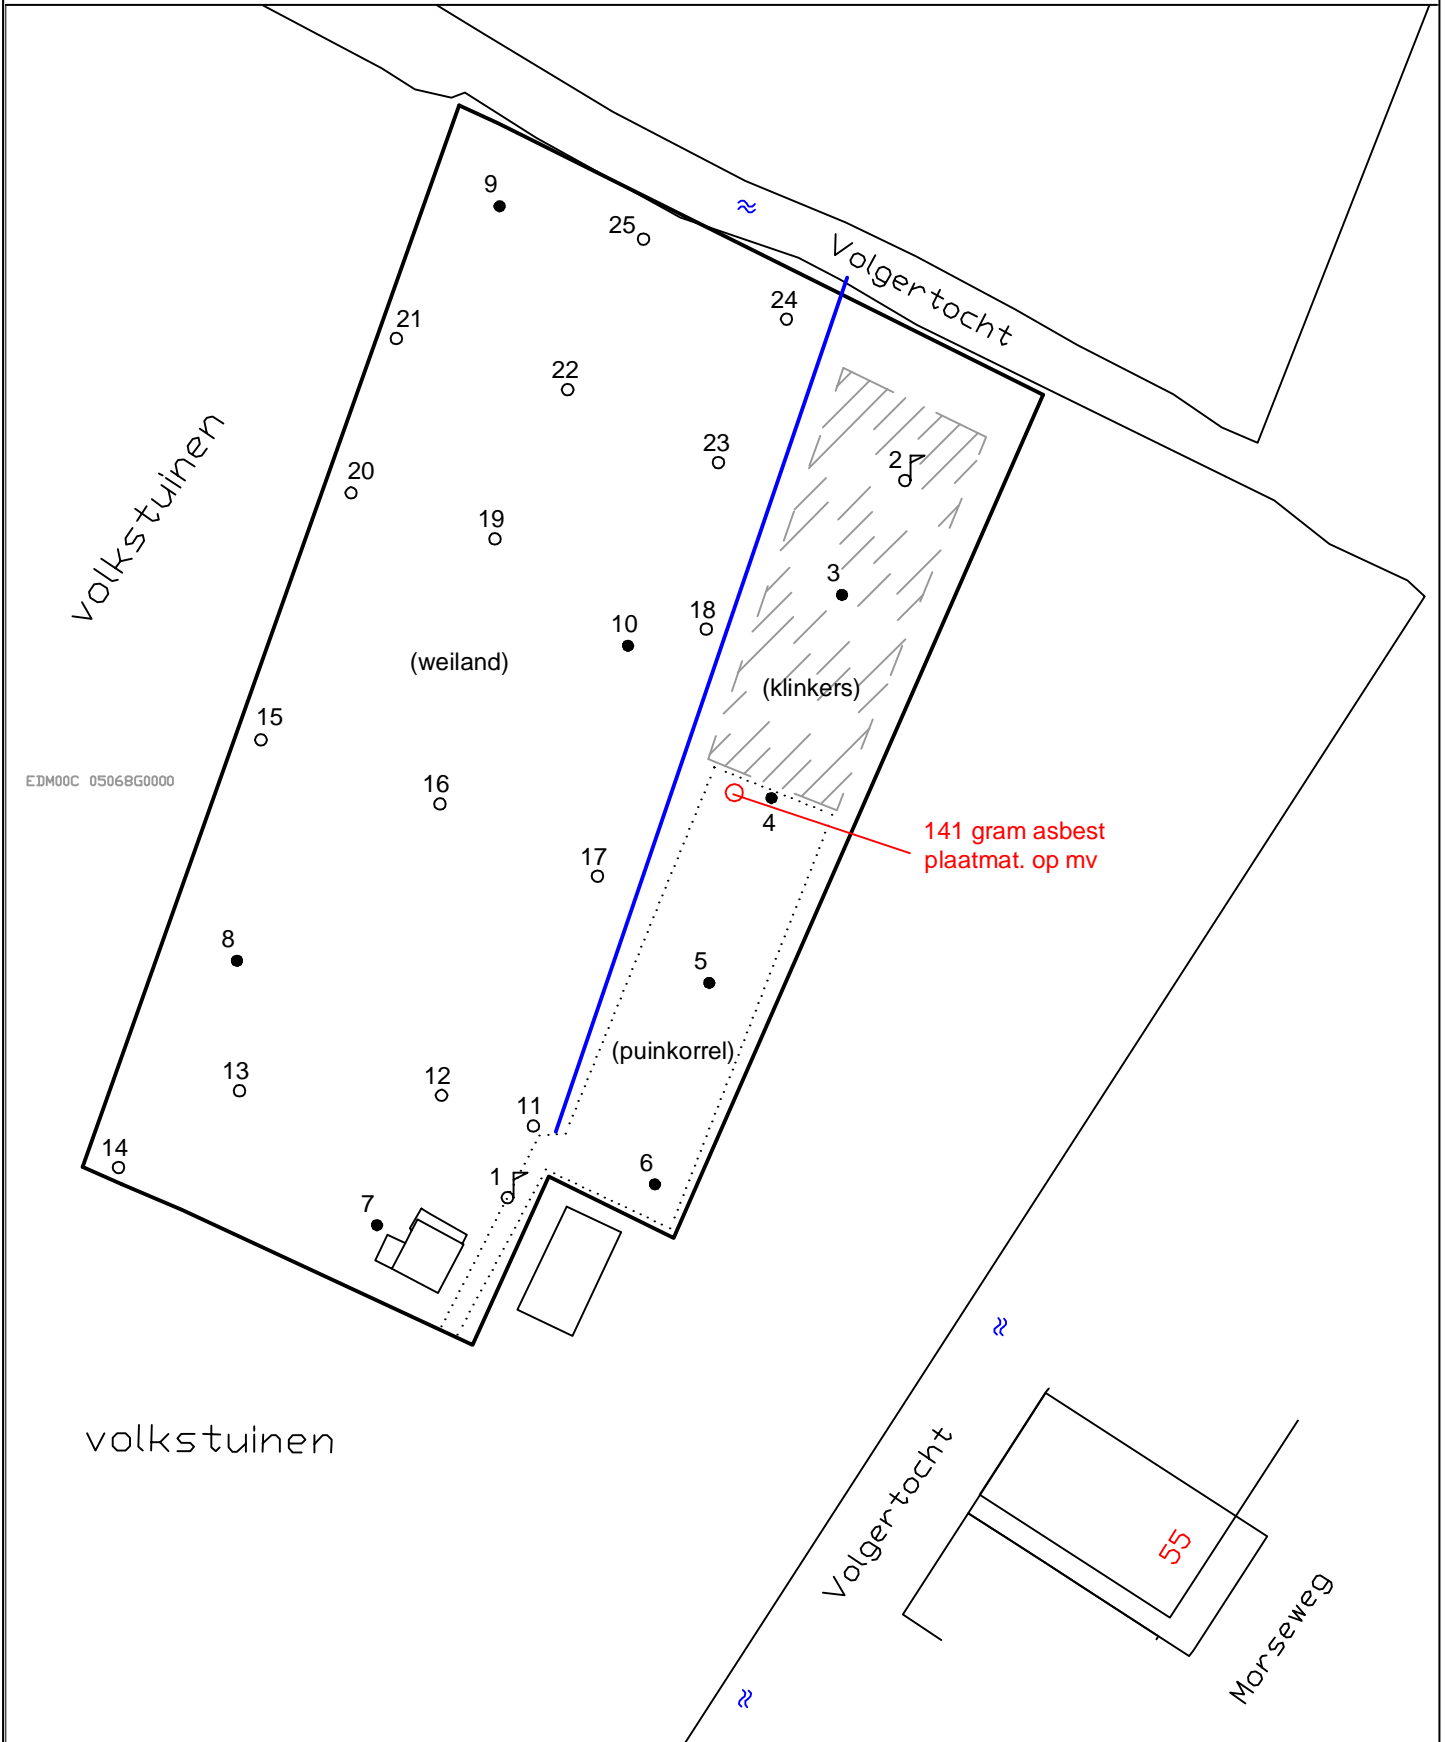 9
25
Volgertocht
24
21
22
volkstuinen
23
2
20
19
3
18
10
(weiland)
(klinkers)
15
EDM00C 05068G0000
16
4
141 gram asbest
plaatmat. op mv
17
8
5
(puinkorrel)
13
12
11
14
1
6
7
volkstuinen
Volgertocht
55
Morseweg